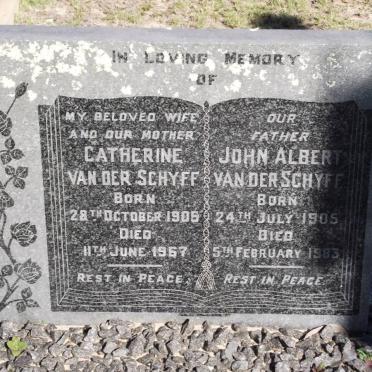 IN LOVING MEMORY
OF
MY BELOVED WIFE
AND OUR MOTHER
CATHERINE
VAN DER SCHYFF
BORN
28TH OCTOBER 1906
DIED
11TH JUNE 1967
REST IN PEACE
OUR
FATHER
JOHN ALBERT
VAN DER SCHYFF
BORN
24TH JULY 1905
DIED
5TH FEBRUARY 1983
REST IN PEACE